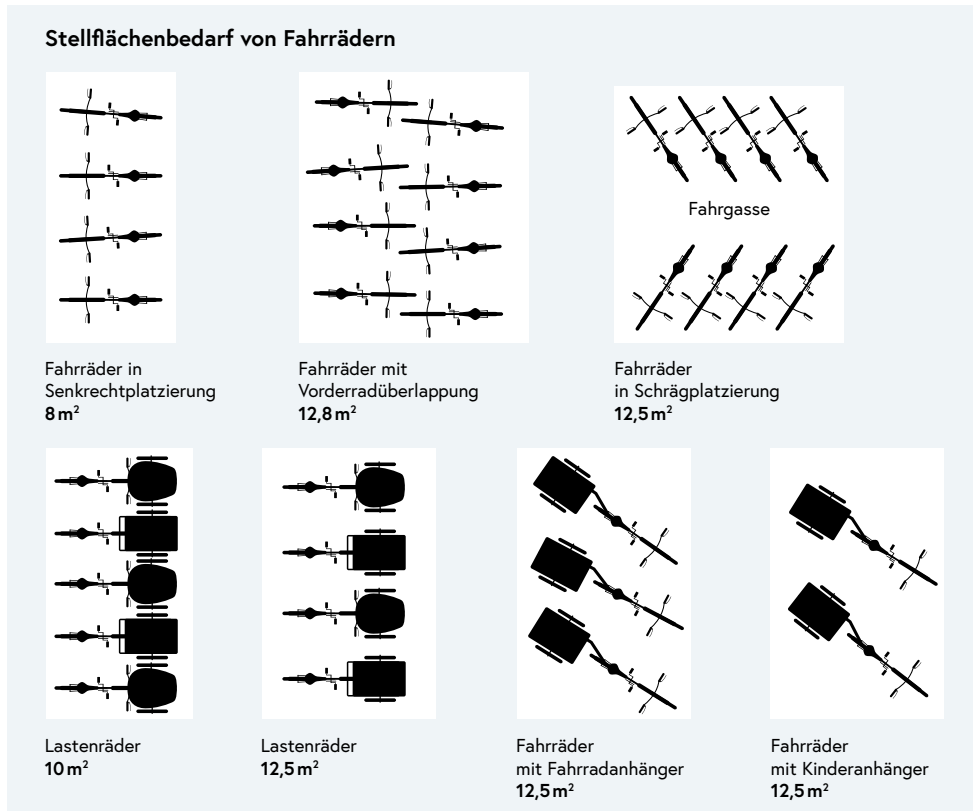 Stellflächenbedarf von Fahrrädern
Fahrgasse
Fahrräder in
Senkrechtplatzierung
8 m²
Fahrräder mit
Vorderradüberlappung
12,8 m²
Fahrräder
in Schrägplatzierung
12,5 m²
Lastenräder
10 m²
Lastenräder
12,5 m²
Fahrräder
mit Fahrradanhänger
12,5 m²
Fahrräder
mit Kinderanhänger
12,5 m²